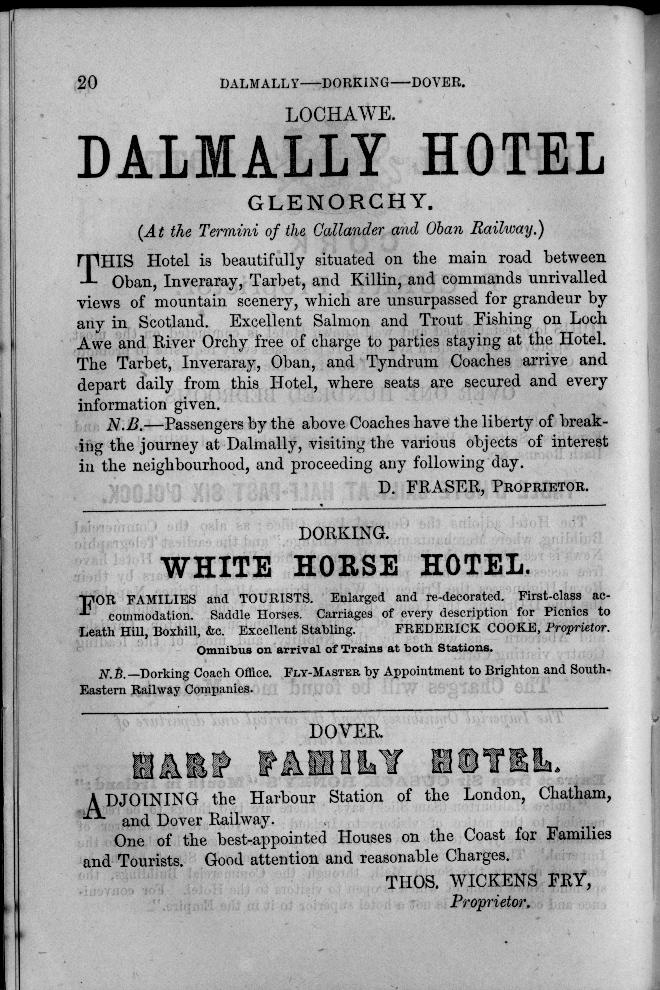 20 DALMALLY—DORKING—DOVER.
LOCHAWE.
DALMALLY HOTEL
GLENORCHY.
(At the Termini of the Callander and Oban Railway.)
THIS Hotel is beautifully situated on the main road between
Oban, Inveraray, Tarbet, and Killin, and commands unrivalled
views of mountain scenery, which are unsurpassed for grandeur by
any in Scotland. Excellent Salmon and Trout Fishing on Loch
Awe and River Orchy free of charge to parties staying at the Hotel.
The Tarbet, Inveraray, Oban, and Tyndrum Coaches arrive and
depart daily from this Hotel, where seats are secured and every
information given.
N.B.—Passengers by the above Coaches have the liberty of break-
ing the journey at Dalmally, visiting the various objects of interest
in the neighbourhood, and proceeding any following day.
D. FRASER, PROPRIETOR.
DORKING.
WHITE HORSE HOTEL.
FOR FAMILIES and TOURISTS. Enlarged and re-decorated. First-class ac-
commodation. Saddle Horses. Carriages of every description for Picnics to
Leath Hill, Boxhill, &c. Excellent Stabling. FREDERICK COOKE, Proprietor.
Omnibus on arrival of Trains at both Stations.
N.B.—Dorking Coach Office. FLY-MASTER by Appointment to Brighton and South-
Eastern Railway Companies.
DOVER.
HARP FAMILY HOTEL.
ADJOINING the Harbour Station of the London, Chatham,
and Dover Railway.
One of the best-appointed Houses on the Coast for Families
and Tourists. Good attention and reasonable Charges.
THOS. WICKENS FRY,
Proprietor.